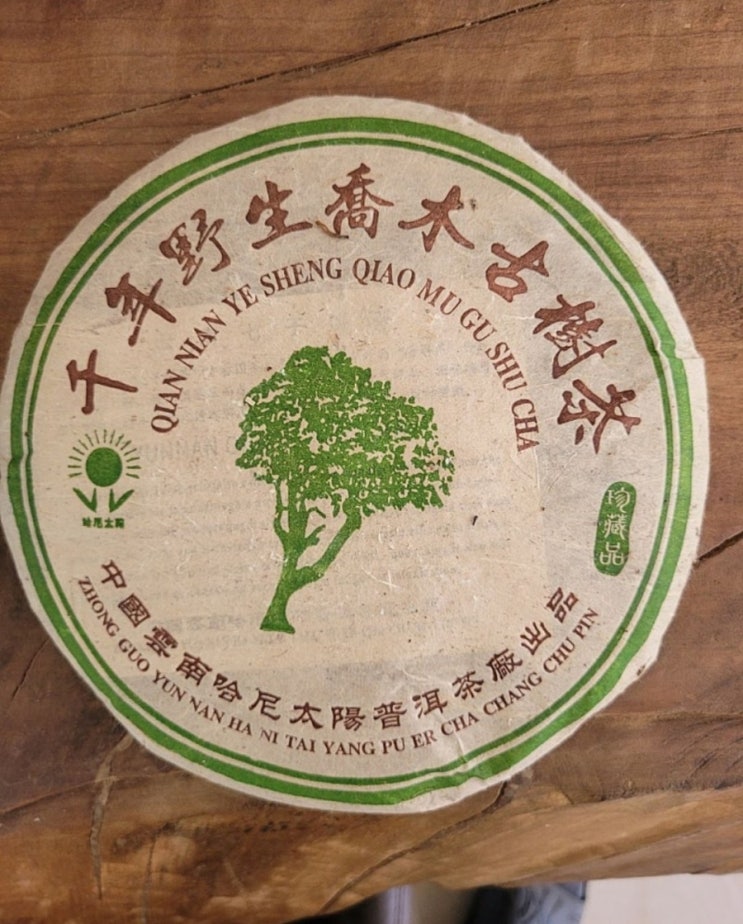 千年野生喬木古樹茶
QIAN NIAN YE SHENG QIAO MU GU SHU CHA
哈尼太陽
珍藏品
中國雲南哈尼太陽普洱茶廠出品
ZHONG GUO YUN NAN HA NI TAI YANG PU ER CHA CHANG CHU PIN